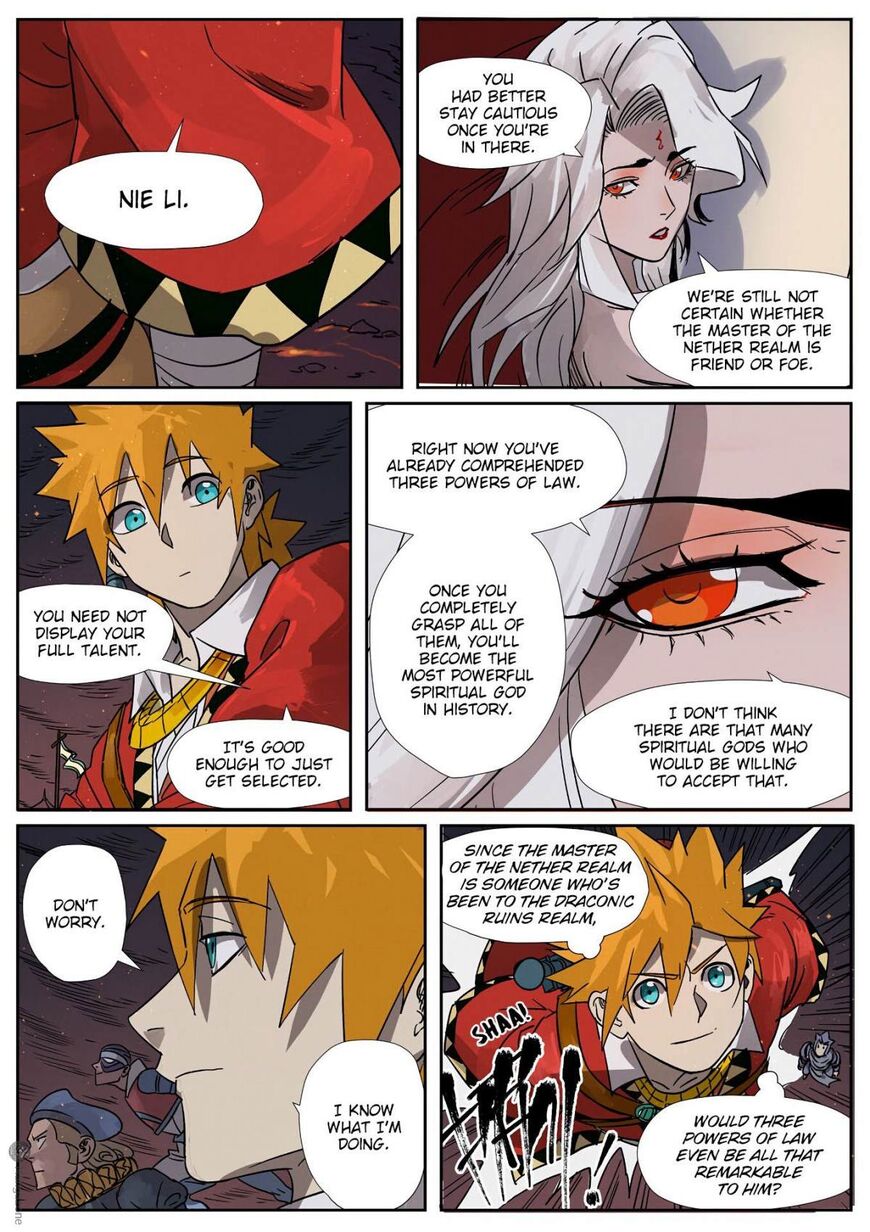 NIE LI.
YOU
HAD BETTER
STAY CAUTIOUS
ONCE YOU'RE
IN THERE.
WE'RE STILL NOT
CERTAIN WHETHER
THE MASTER OF THE
NETHER REALM IS
FRIEND OR FOE.
YOU NEED NOT
DISPLAY YOUR
FULL TALENT.
IT'S GOOD
ENOUGH TO JUST
GET SELECTED.
RIGHT NOW YOU'VE
ALREADY COMPREHENDED
THREE POWERS OF LAW.
ONCE YOU
COMPLETELY
GRASP ALL OF
THEM, YOU'LL
BECOME THE
MOST POWERFUL
SPIRITUAL GOD
IN HISTORY.
I DON'T THINK
THERE ARE THAT MANY
SPIRITUAL GODS WHO
WOULD BE WILLING
TO ACCEPT THAT.
DON'T
WORRY.
I KNOW
WHAT I'M
DOING.
SINCE THE MASTER
OF THE NETHER REALM
IS SOMEONE WHO'S
BEEN TO THE DRACONIC
RUINS REALM,
SHAA!
WOULD THREE
POWERS OF LAW
EVEN BE ALL THAT
REMARKABLE
TO HIM?